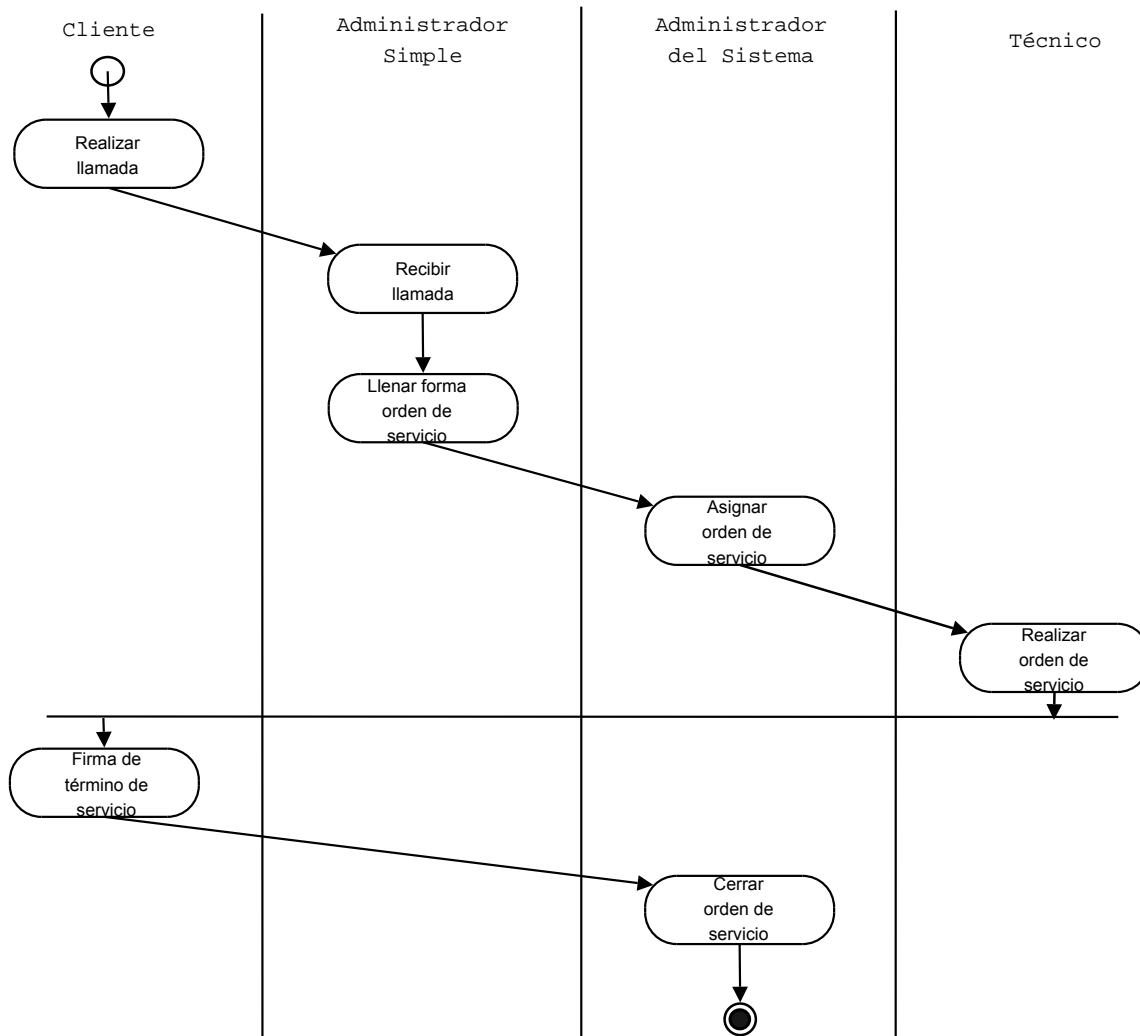 Cliente
Administrador
Simple
Administrador
del Sistema
Técnico
Realizar
llamada
Recibir
llamada
Llenar forma
orden de
servicio
Asignar
orden de
servicio
Realizar
orden de
servicio
Firma de
término de
servicio
Cerrar
orden de
servicio